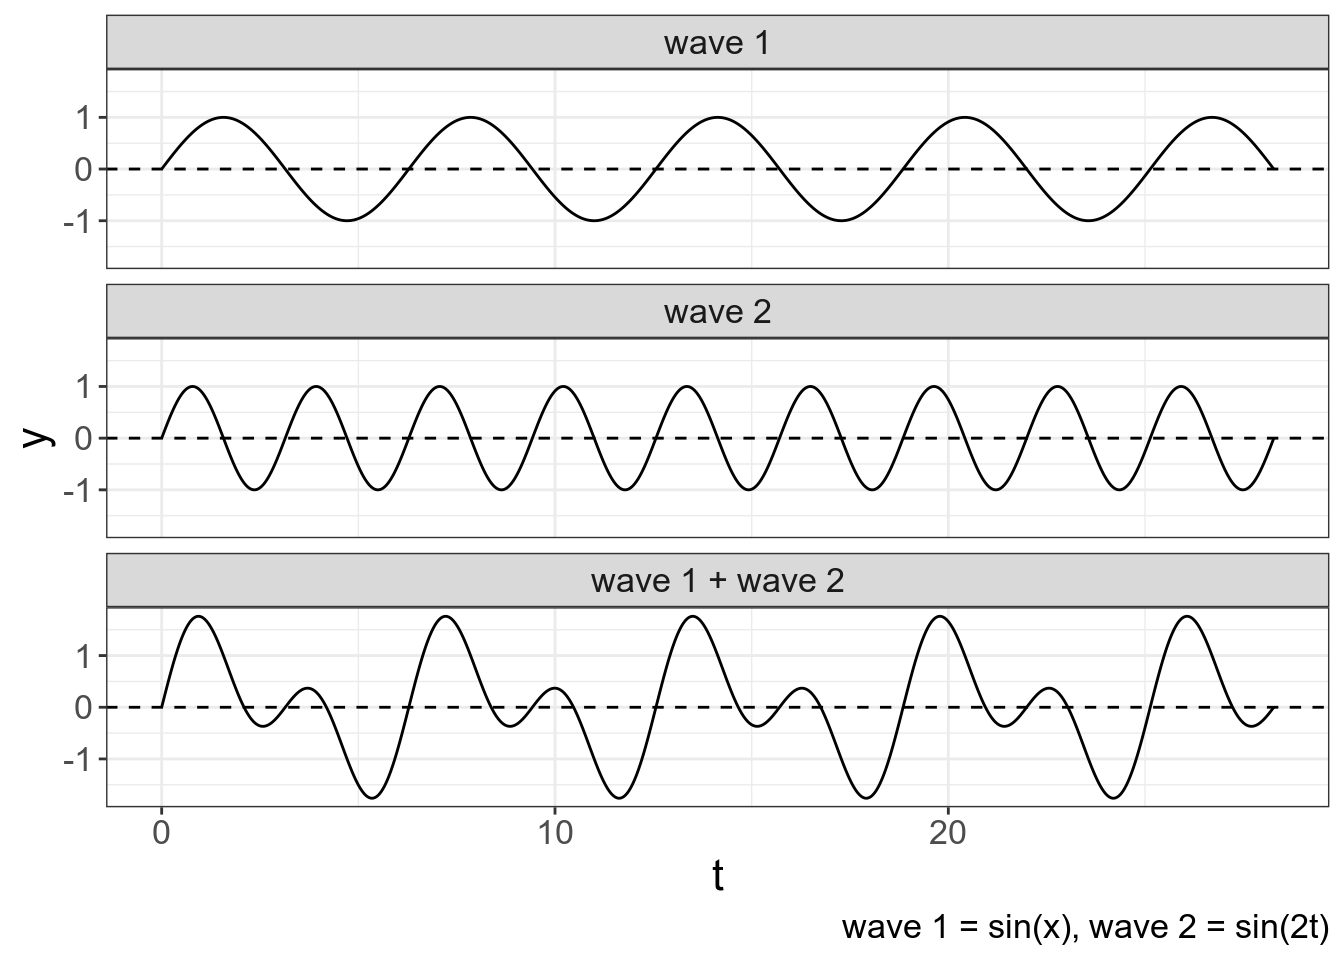 wave 1
1
0
-1
wave 2
1
0
-1
y
wave 1 + wave 2
1
0
-1
0 10 20
t
wave 1 = sin(x), wave 2 = sin(2t)